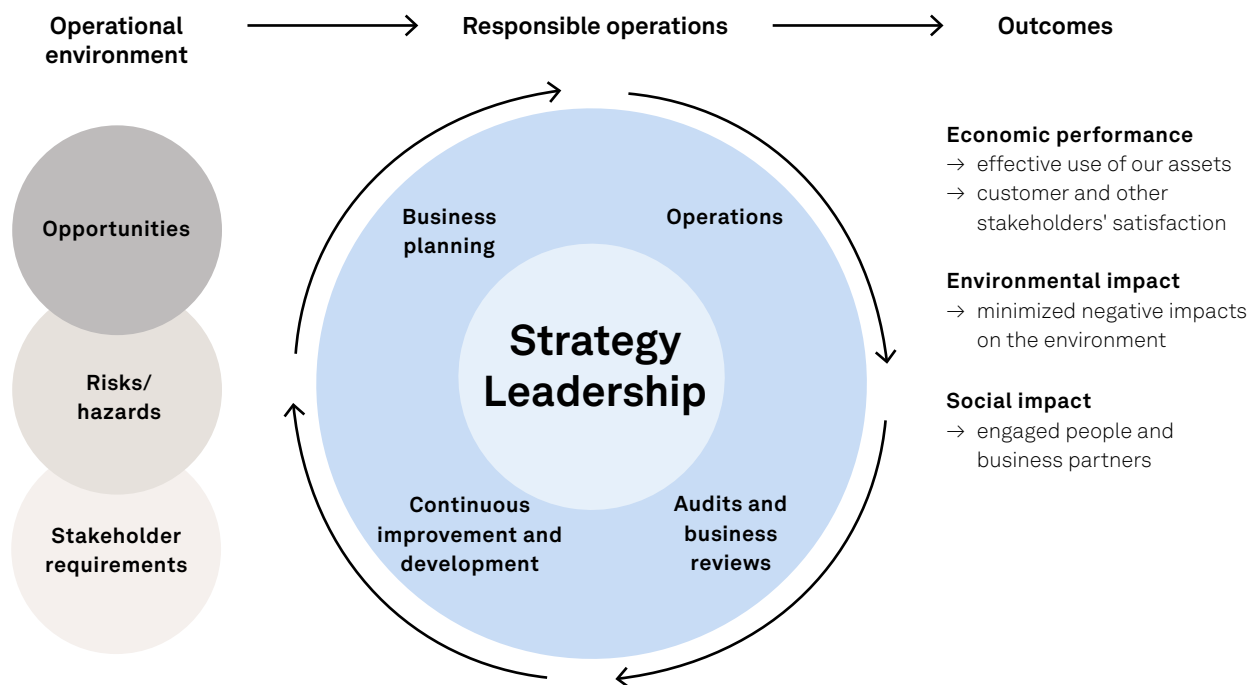 Operational
environment
Responsible operations
Outcomes
Opportunities
Risks/
hazards
Stakeholder
requirements
Business
planning
Operations
Strategy
Leadership
Continuous
improvement and
development
Audits and
business
reviews
Economic performance
→ effective use of our assets
→ customer and other
stakeholders' satisfaction
Environmental impact
→ minimized negative impacts
on the environment
Social impact
→ engaged people and
business partners